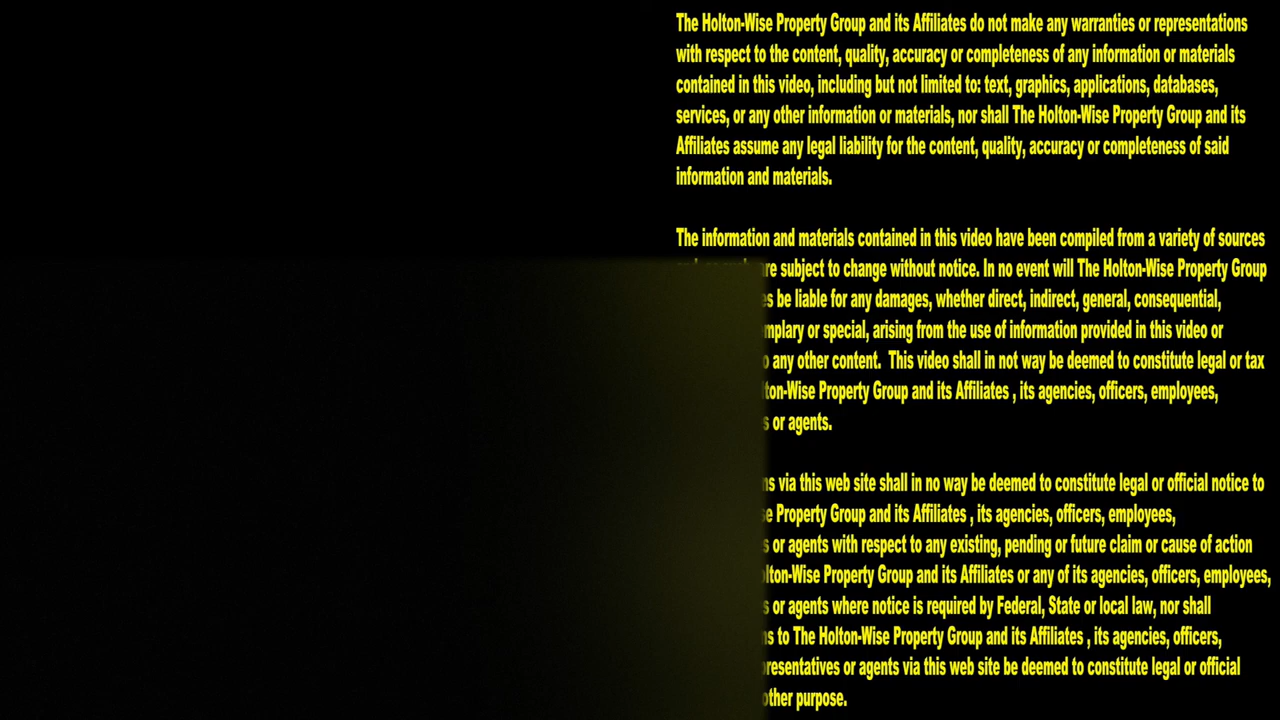 The Holton-Wise Property Group and its Affiliates do not make any warranties or representations
with respect to the content, quality, accuracy or completeness of any information or materials
contained in this video, including but not limited to: text, graphics, applications, databases,
services, or any other information or materials, nor shall The Holton-Wise Property Group and its
Affiliates assume any legal liability for the content, quality, accuracy or completeness of said
information and materials.
The information and materials contained in this video have been compiled from a variety of sources
subject to change without notice. In no event will The Holton-Wise Property Group
be liable for any damages, whether direct, indirect, general, consequential,
or special, arising from the use of information provided in this video or
any other content. This video shall in not way be deemed to constitute legal or tax
Property Group and its Affiliates , its agencies, officers, employees,
or agents.
via this web site shall in no way be deemed to constitute legal or official notice to
Property Group and its Affiliates , its agencies, officers, employees,
or agents with respect to any existing, pending or future claim or cause of action
Property Group and its Affiliates or any of its agencies, officers, employees,
or agents where notice is required by Federal, State or local law, nor shall
to The Holton-Wise Property Group and its Affiliates , its agencies, officers,
or agents via this web site be deemed to constitute legal or official
other purpose.